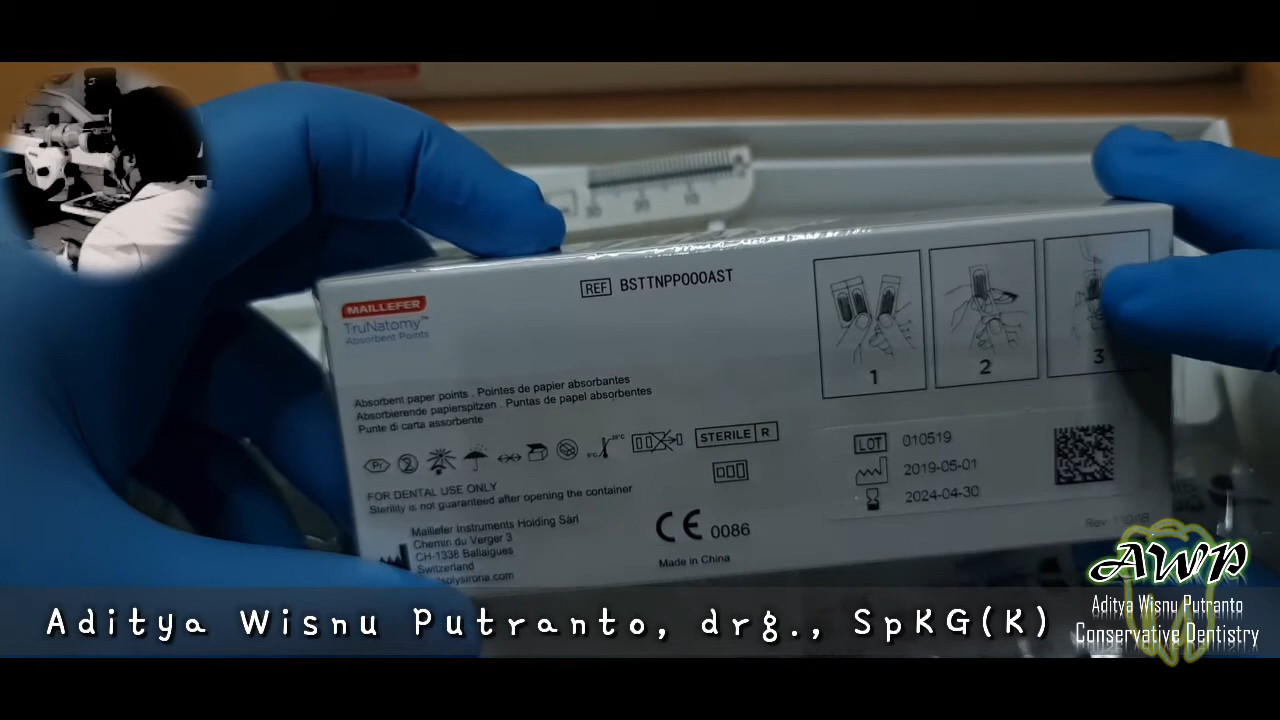 30 20 10
MAILLEFER
TruNatomy™
Absorbent Points
REF BSTTNPP000AST
1
2
3
Absorbent paper points . Pointes de papier absorbantes
Absorbierende papierspitzen . Puntas de papel absorbentes
Punte di carta assorbente
STERILE R
FOR DENTAL USE ONLY
Sterility is not guaranteed after opening the container
Maillefer Instruments Holding Sàrl
Chemin du Verger 3
CH-1338 Ballaigues
Switzerland
CE 0086
Made in China
LOT 010519
2019-05-01
2024-04-30
Aditya Wisnu Putranto, drg., SpKG(K)
AWP
Aditya Wisnu Putranto
Conservative Dentistry